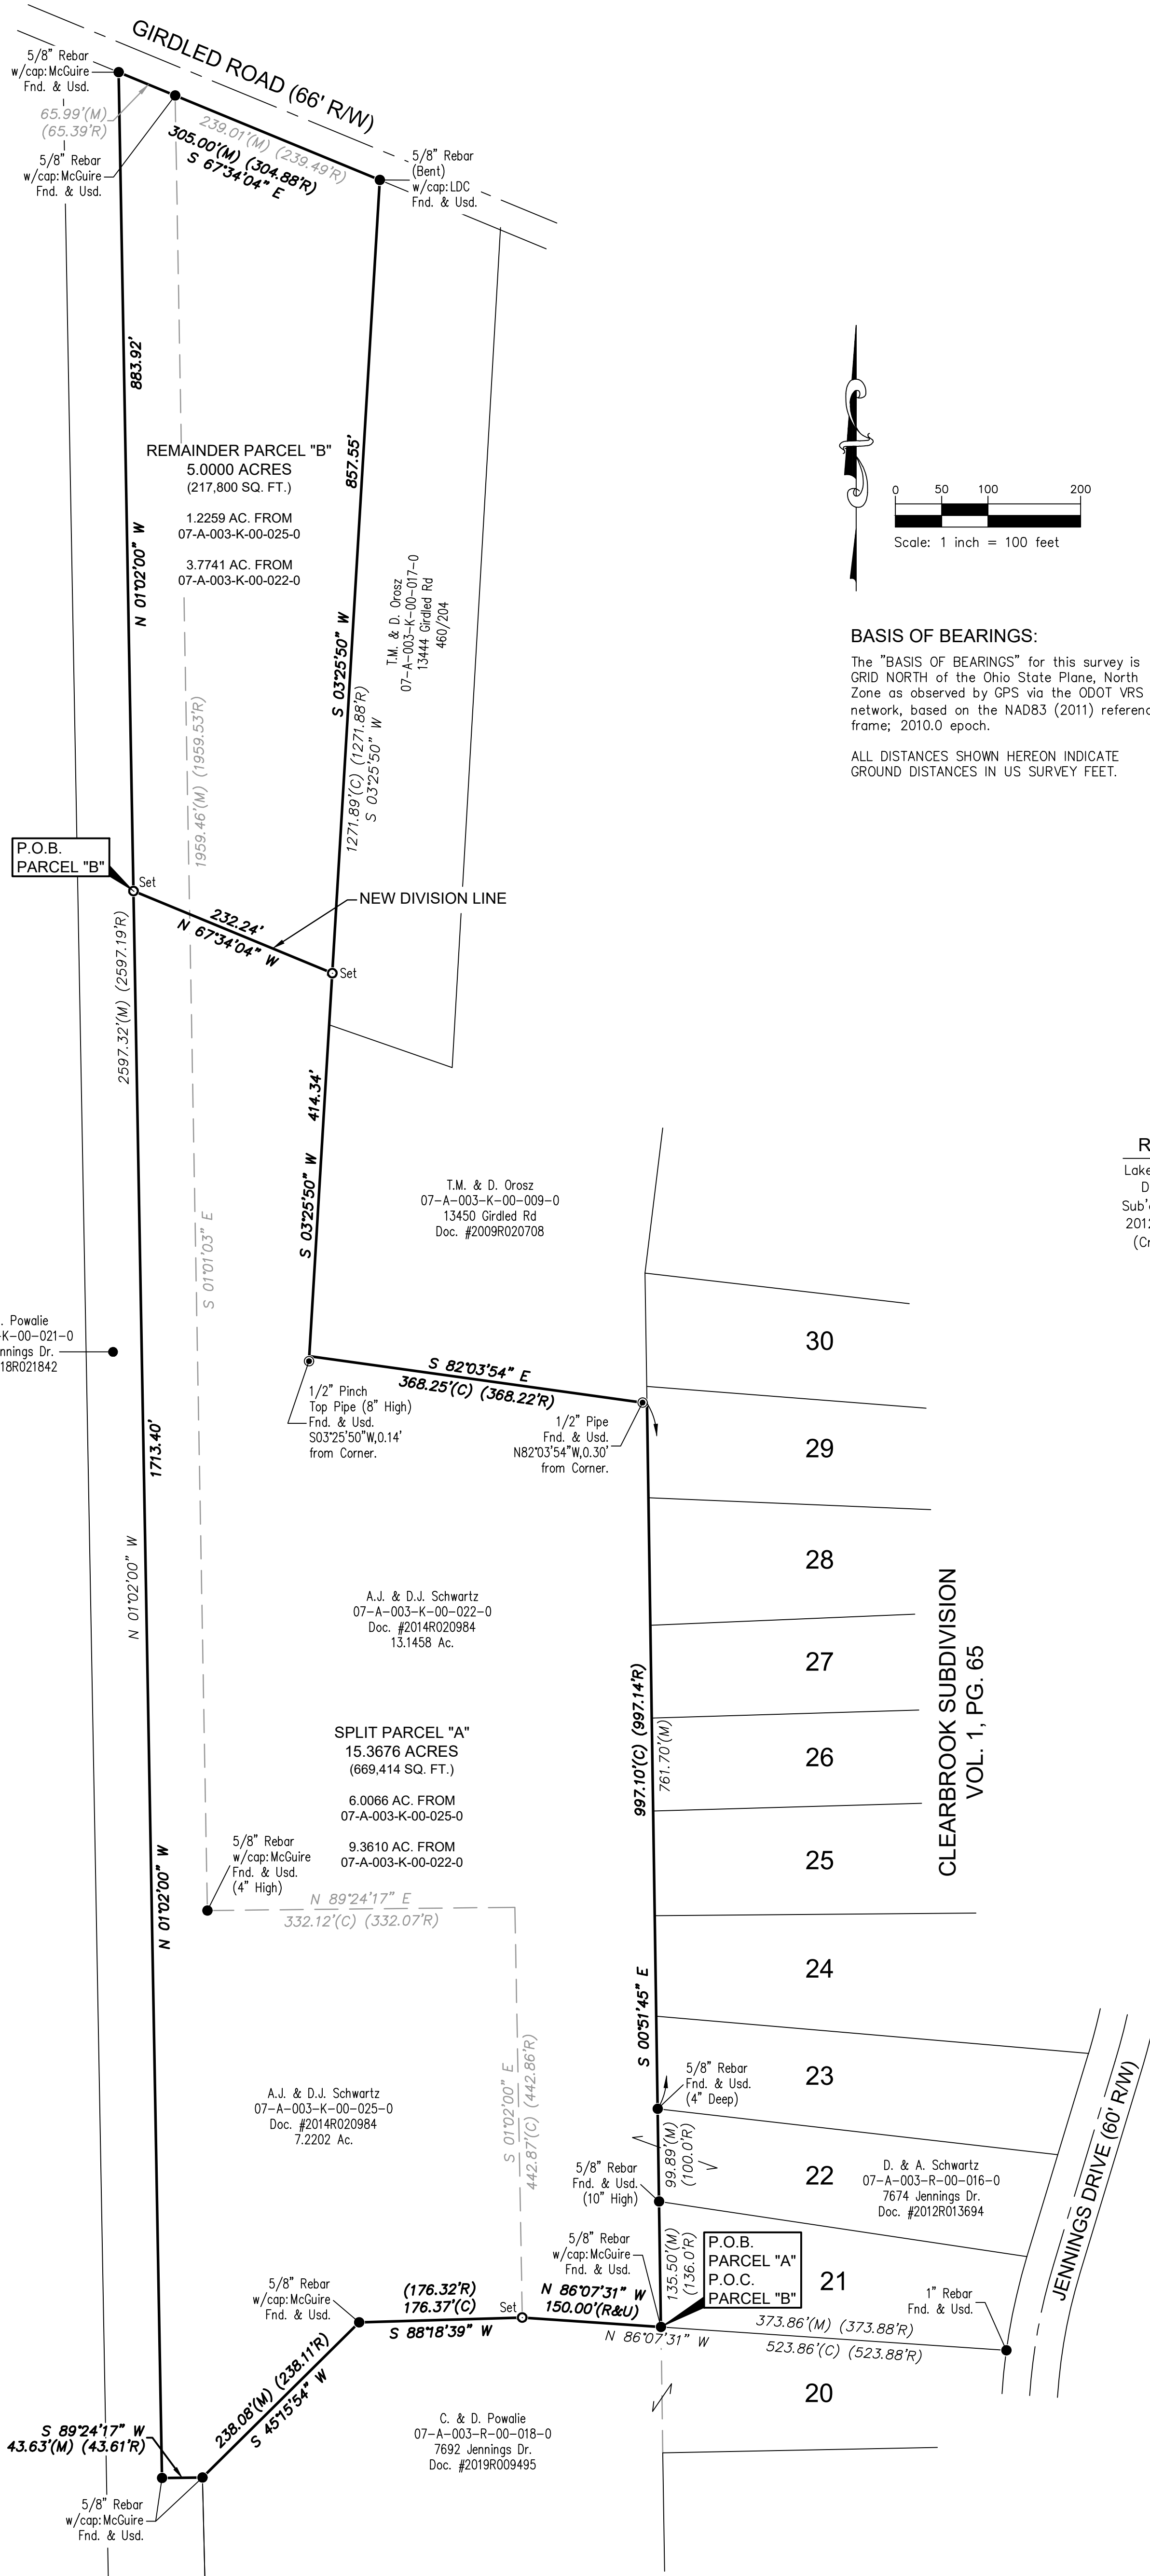 GIRDLED ROAD (66' R/W)
5/8" Rebar
w/cap: McGuire
Fnd. & Usd.
65.99'(M)
(65.39'R)
5/8" Rebar
w/cap: McGuire
Fnd. & Usd.
239.01'(M) (239.49'R)
305.00'(M) (304.88'R)
S 67°34'04" E
5/8" Rebar
(Bent)
w/cap: LDC
Fnd. & Usd.
883.92'
N 01°02'00" W
REMAINDER PARCEL "B"
5.0000 ACRES
(217,800 SQ. FT.)
1.2259 AC. FROM
07-A-003-K-00-025-0
3.7741 AC. FROM
07-A-003-K-00-022-0
857.55'
S 03°25'50" W
1271.89'(C) (1271.88'R)
S 03°25'50" W
T.M. & D. Orosz
07-A-003-K-00-017-0
13444 Girdled Rd
460/204
0 50 100 200
Scale: 1 inch = 100 feet
BASIS OF BEARINGS:
The "BASIS OF BEARINGS" for this survey is
GRID NORTH of the Ohio State Plane, North
Zone as observed by GPS via the ODOT VRS
network, based on the NAD83 (2011) referenc
frame; 2010.0 epoch.
ALL DISTANCES SHOWN HEREON INDICATE
GROUND DISTANCES IN US SURVEY FEET.
1959.46'(M) (1959.53'R)
S 01°01'03" E
P.O.B.
PARCEL "B"
Set
232.24'
N 67°34'04" W
NEW DIVISION LINE
Set
2597.32'(M) (2597.19'R)
N 01°02'00" W
414.34'
S 03°25'50" W
T.M. & D. Orosz
07-A-003-K-00-009-0
13450 Girdled Rd
Doc. #2009R020708
R
Lake
D
Sub'
2012
(Cr
. Powalie
-K-00-021-0
nnings Dr.
18R021842
S 82°03'54" E
368.25'(C) (368.22'R)
1/2" Pinch
Top Pipe (8" High)
Fnd. & Usd.
S03°25'50"W,0.14'
from Corner.
1/2" Pipe
Fnd. & Usd.
N82°03'54"W,0.30'
from Corner.
30
29
28
27
26
25
24
23
22
21
20
CLEARBROOK SUBDIVISION
VOL. 1, PG. 65
1713.40'
N 01°02'00" W
A.J. & D.J. Schwartz
07-A-003-K-00-022-0
Doc. #2014R020984
13.1458 Ac.
SPLIT PARCEL "A"
15.3676 ACRES
(669,414 SQ. FT.)
6.0066 AC. FROM
07-A-003-K-00-025-0
9.3610 AC. FROM
07-A-003-K-00-022-0
997.10'(C) (997.14'R)
761.70'(M)
S 00°51'45" E
5/8" Rebar
w/cap: McGuire
Fnd. & Usd.
(4" High)
N 89°24'17" E
332.12'(C) (332.07'R)
S 01°02'00" E
442.87'(C) (442.86'R)
A.J. & D.J. Schwartz
07-A-003-K-00-025-0
Doc. #2014R020984
7.2202 Ac.
5/8" Rebar
Fnd. & Usd.
(4" Deep)
99.89'(M)
(100.0'R)
5/8" Rebar
Fnd. & Usd.
(10" High)
D. & A. Schwartz
07-A-003-R-00-016-0
7674 Jennings Dr.
Doc. #2012R013694
JENNINGS DRIVE (60' R/W)
5/8" Rebar
w/cap: McGuire
Fnd. & Usd.
135.50'(M)
(136.0'R)
P.O.B.
PARCEL "A"
P.O.C.
PARCEL "B"
1" Rebar
Fnd. & Usd.
373.86'(M) (373.88'R)
523.86'(C) (523.88'R)
N 86°07'31" W
5/8" Rebar
w/cap: McGuire
Fnd. & Usd.
(176.32'R)
176.37'(C)
S 88°18'39" W
Set
N 86°07'31" W
150.00'(R&U)
238.08'(M) (238.11'R)
S 45°15'54" W
S 89°24'17" W
43.63'(M) (43.61'R)
C. & D. Powalie
07-A-003-R-00-018-0
7692 Jennings Dr.
Doc. #2019R009495
5/8" Rebar
w/cap: McGuire
Fnd. & Usd.
N 01°02'00" W